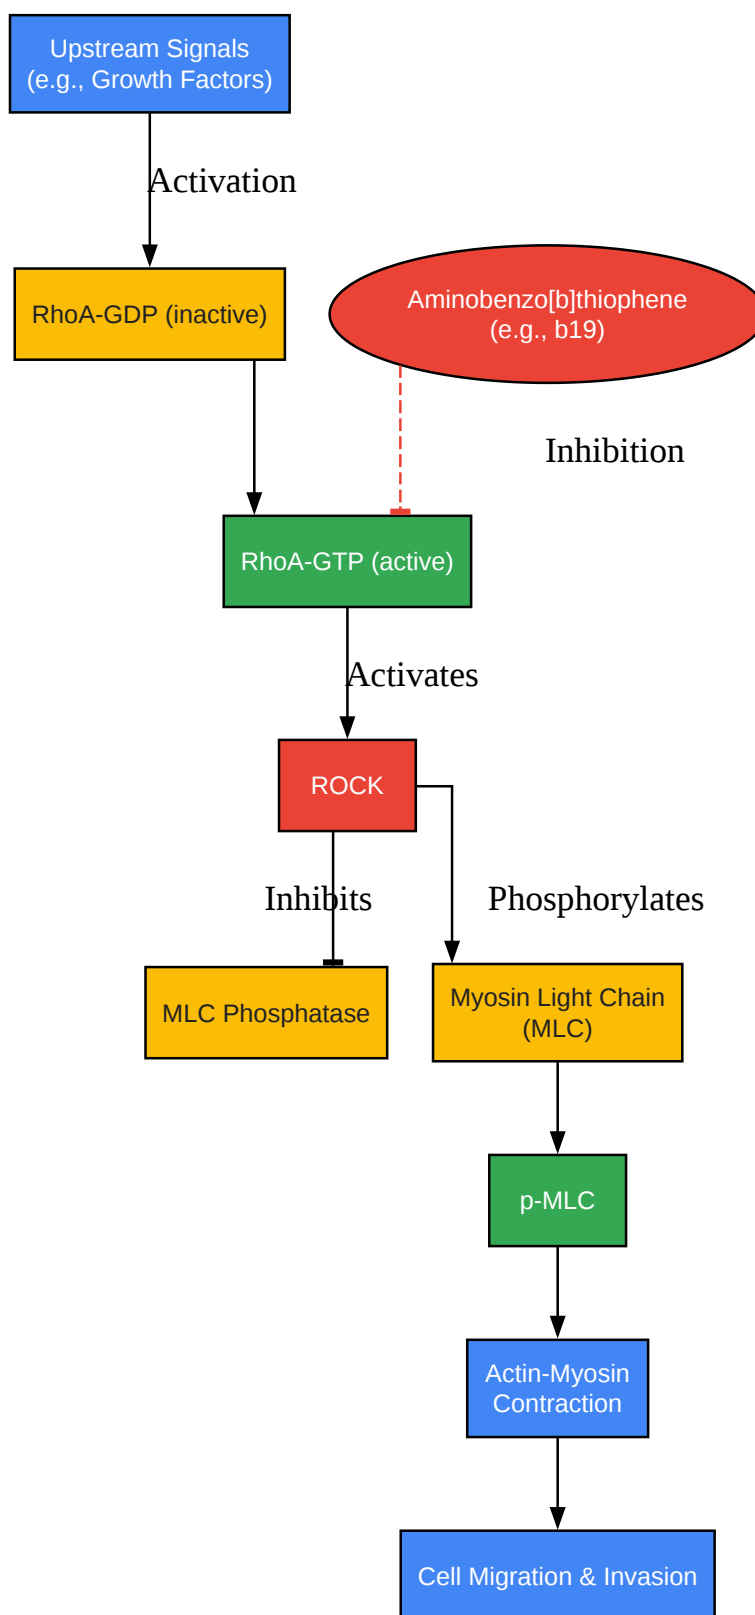 Upstream Signals
(e.g., Growth Factors)
Activation
RhoA-GDP (inactive)
Aminobenzo[b]thiophene
(e.g., b19)
Inhibition
RhoA-GTP (active)
Activates
ROCK
Inhibits
Phosphorylates
MLC Phosphatase
Myosin Light Chain
(MLC)
p-MLC
Actin-Myosin
Contraction
Cell Migration & Invasion